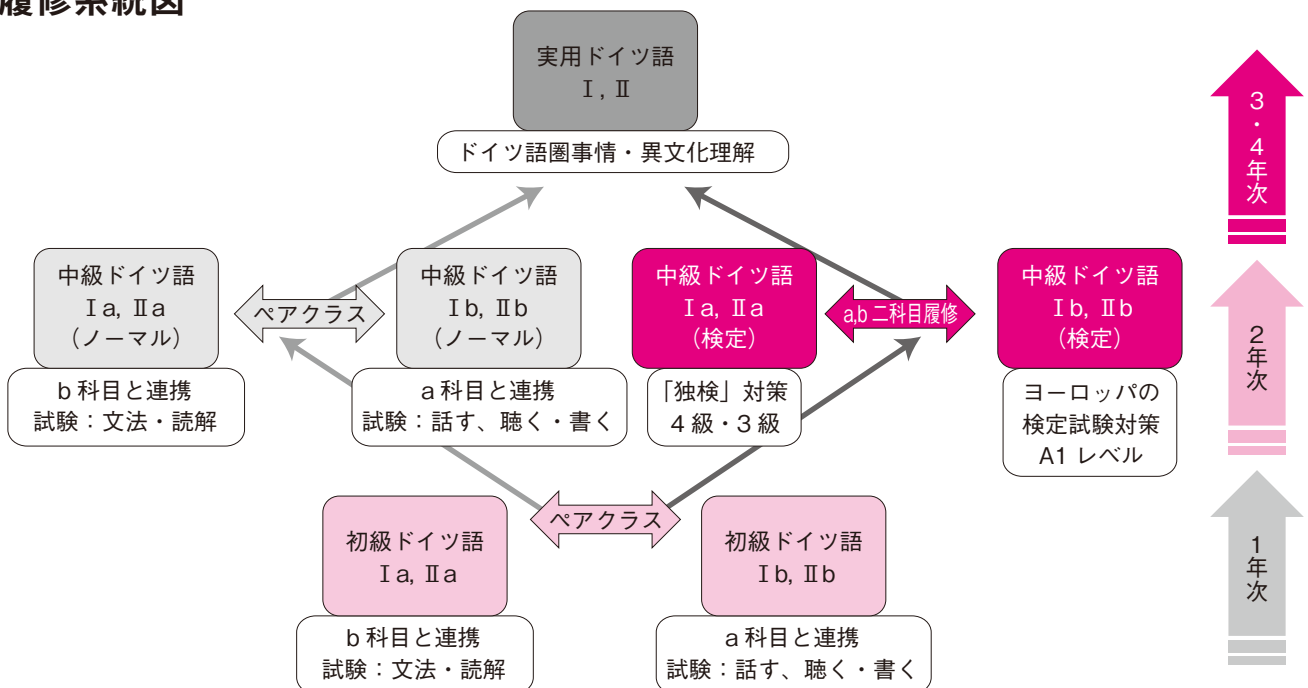 履修系統図
実用ドイツ語
Ⅰ, Ⅱ
ドイツ語圏事情・異文化理解
中級ドイツ語
Ⅰa, Ⅱa
（ノーマル）
b 科目と連携
試験：文法・読解
ペアクラス
中級ドイツ語
Ⅰb, Ⅱb
（ノーマル）
a 科目と連携
試験：話す、聴く・書く
中級ドイツ語
Ⅰa, Ⅱa
（検定）
「独検」対策
4 級・3 級
a,b 二科目履修
中級ドイツ語
Ⅰb, Ⅱb
（検定）
ヨーロッパの
検定試験対策
A1 レベル
初級ドイツ語
Ⅰa, Ⅱa
b 科目と連携
試験：文法・読解
ペアクラス
初級ドイツ語
Ⅰb, Ⅱb
a 科目と連携
試験：話す、聴く・書く
3・4年次
2年次
1年次